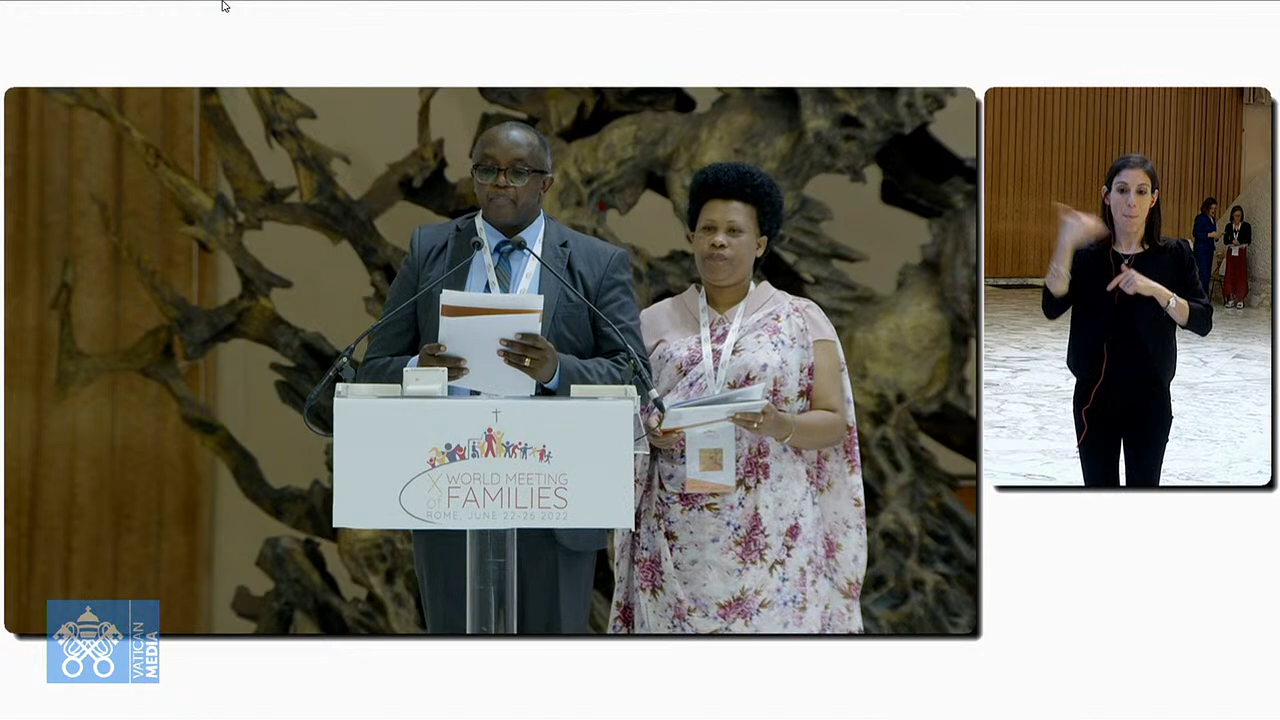 X WORLD MEETING
of FAMILIES
ROME, JUNE 22-26 2022
VATICAN
MEDIA